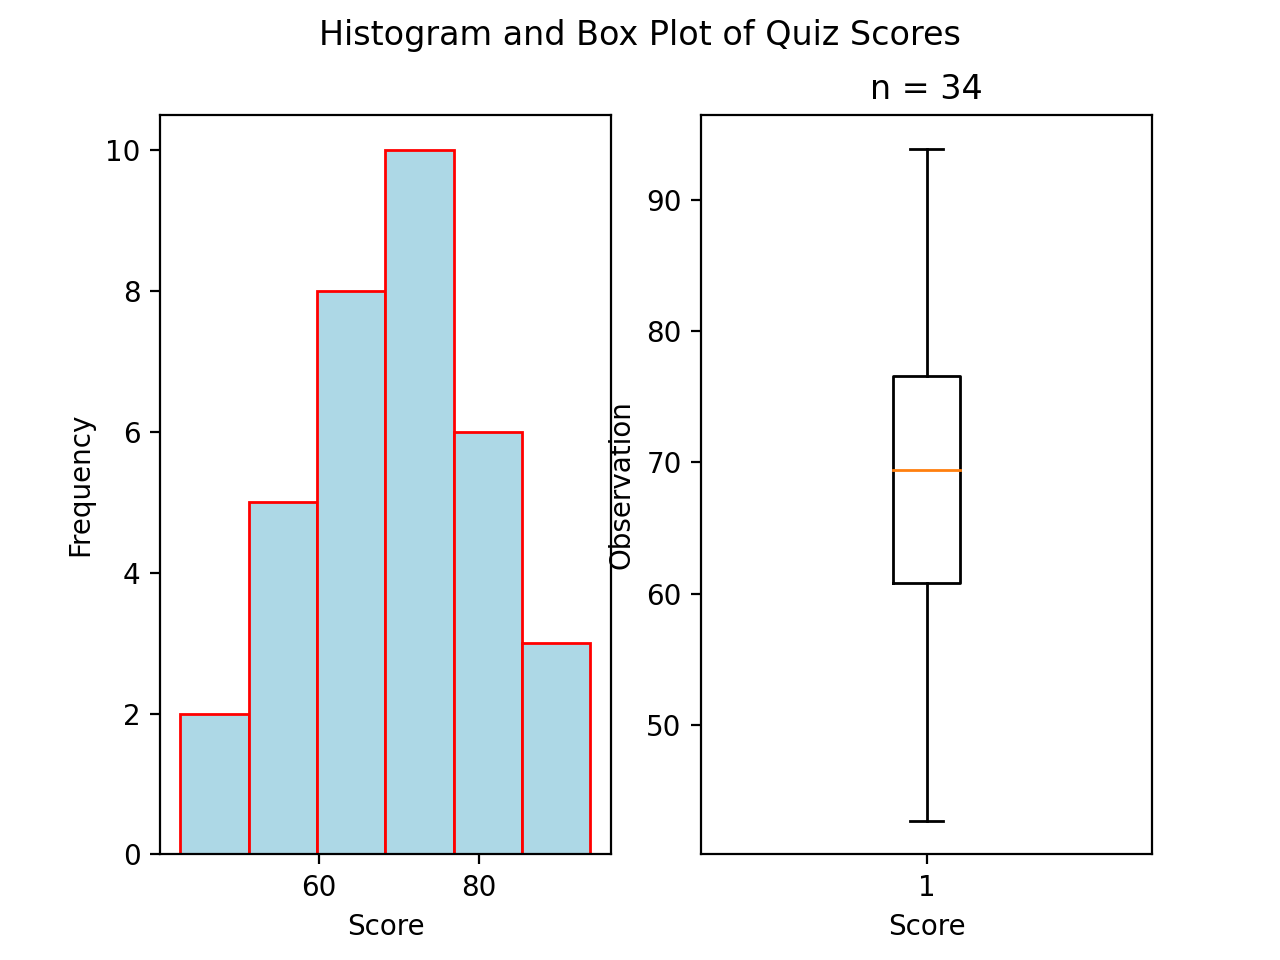 Histogram and Box Plot of Quiz Scores
10
8
6
4
2
0
Frequency
60 80
Score
n = 34
90
80
70
60
50
Observation
1
Score